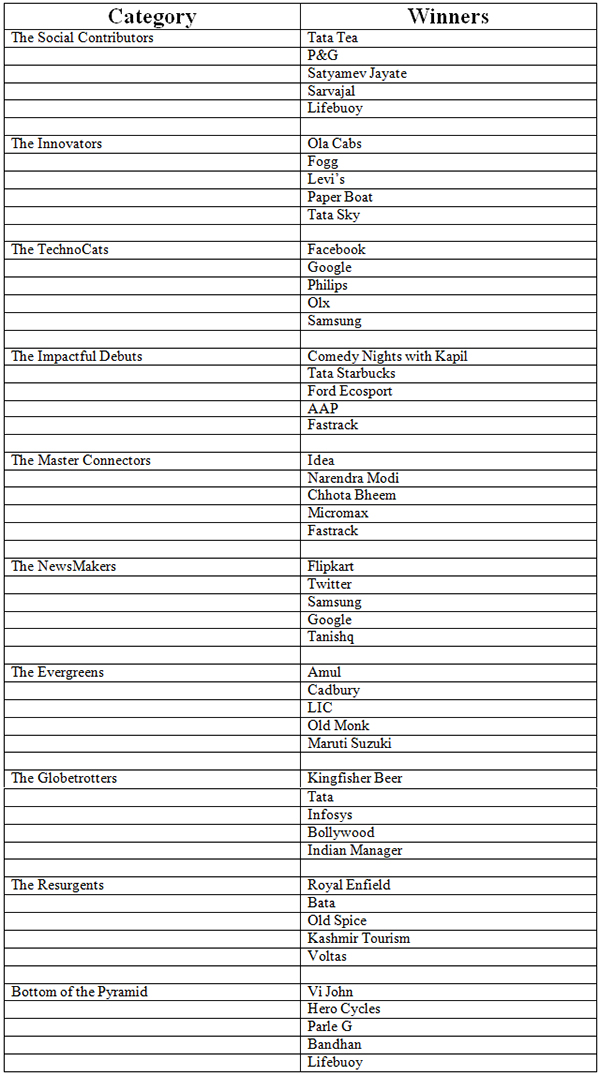 Category Winners
The Social Contributors Tata Tea
P&G
Satyamev Jayate
Sarvajal
Lifebuoy
The Innovators Ola Cabs
Fogg
Levi’s
Paper Boat
Tata Sky
The TechnoCats Facebook
Google
Philips
Olx
Samsung
The Impactful Debuts Comedy Nights with Kapil
Tata Starbucks
Ford Ecosport
AAP
Fastrack
The Master Connectors Idea
Narendra Modi
Chhota Bheem
Micromax
Fastrack
The NewsMakers Flipkart
Twitter
Samsung
Google
Tanishq
The Evergreens Amul
Cadbury
LIC
Old Monk
Maruti Suzuki
The Globetrotters Kingfisher Beer
Tata
Infosys
Bollywood
Indian Manager
The Resurgents Royal Enfield
Bata
Old Spice
Kashmir Tourism
Voltas
Bottom of the Pyramid Vi John
Hero Cycles
Parle G
Bandhan
Lifebuoy